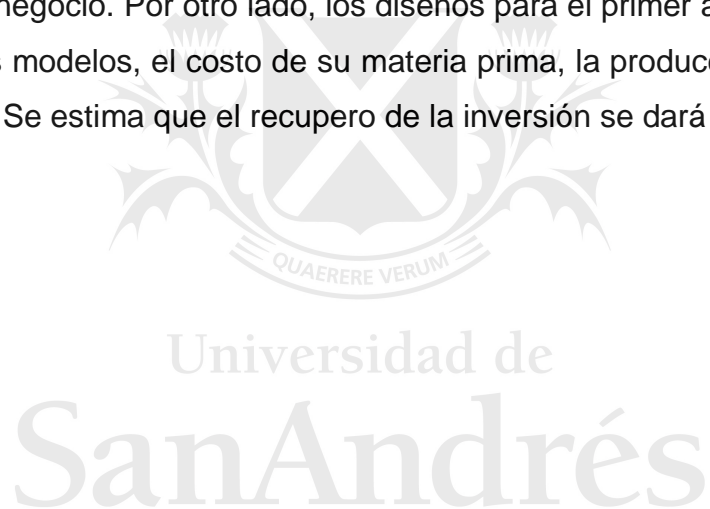 negocio. Por otro lado, los diseños para el primer a
s modelos, el costo de su materia prima, la produc
Se estima que el recupero de la inversión se dará
QUAERERE VERUM
Universidad de
SanAndrés